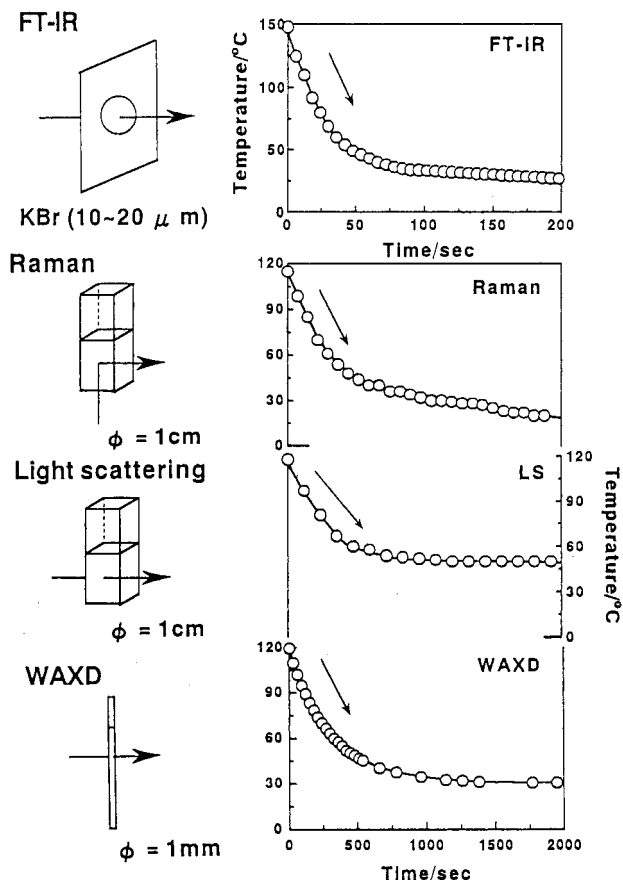 FT-IR
KBr (10~20 μ m)
Temperature/°C
150
100
50
0
FT-IR
0 50 100 150 200
Time/sec
Raman
φ = 1cm
120
90
60
30
0
Raman
Light scattering
φ = 1cm
LS
120
90
60
30
0
Temperature/°C
WAXD
φ = 1mm
120
90
60
30
0
WAXD
0 500 1000 1500 2000
Time/sec